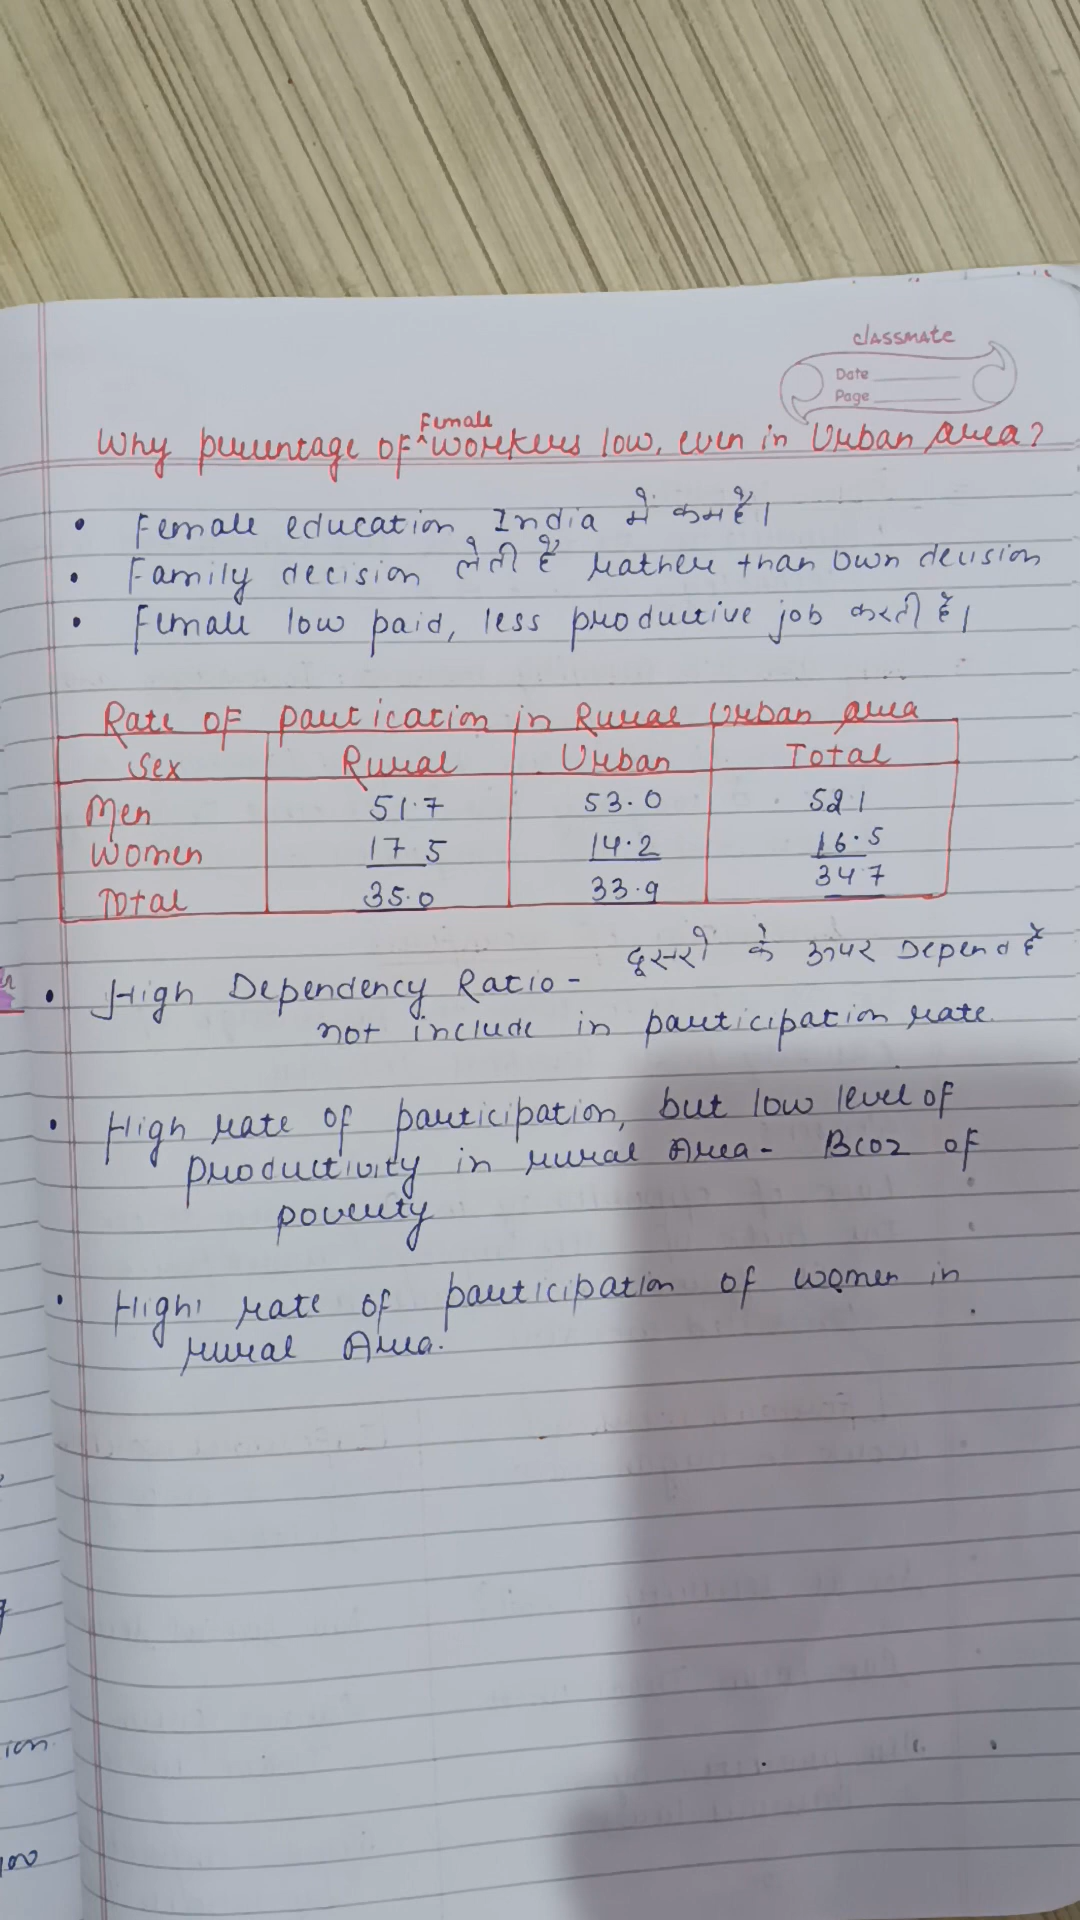 classmate
Date
Page
Why percentage of ^Female workers low, even in Urban Area?
• Female education India में कम है।
• Family decision लेती है rather than own decision
• Female low paid, less productive job करती हैं।
Rate of partication in Rural Urban area
Sex Rural Urban Total
Men 51.7 53.0 52.1
Women 17.5 14.2 16.5
Total 35.0 33.9 34.7
• High Dependency Ratio - दूसरों के ऊपर Depend हैं
not include in participation rate.
• High rate of participation, but low level of
productivity in rural Area - BCOZ of
poverty
• High rate of participation of women in
rural Area.
ion